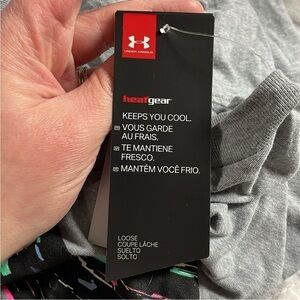 UNDER ARMOUR
heatgear
KEEPS YOU COOL.
VOUS GARDE
AU FRAIS.
TE MANTIENE
FRESCO.
MANTÉM VOCÊ FRIO.
LOOSE
COUPE LÂCHE
SUELTO
SOLTO